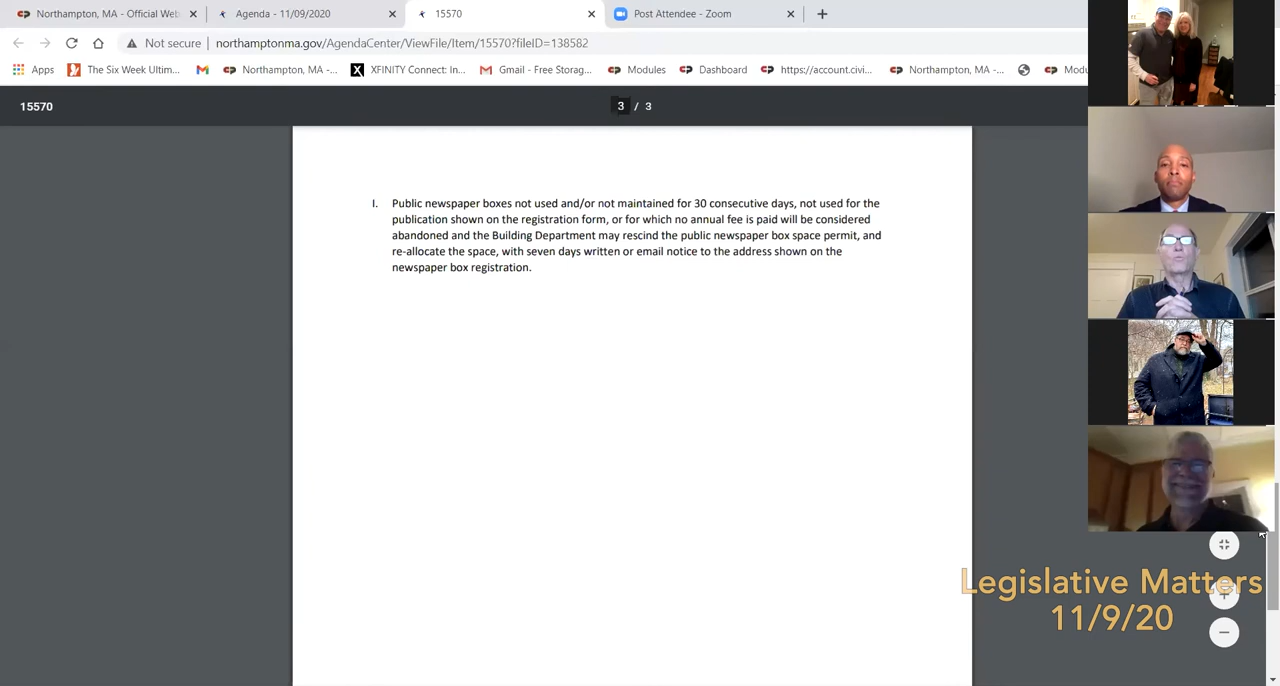 Northampton, MA - Official Web
Agenda - 11/09/2020
15570
Post Attendee - Zoom
Not secure | northamptonma.gov/AgendaCenter/ViewFile/Item/15570?fileID=138582
Apps
The Six Week Ultim...
Northampton, MA -...
XFINITY Connect: In...
Gmail - Free Storag...
Modules
Dashboard
https://account.civi...
Northampton, MA -...
Modu
15570
3 / 3
I. Public newspaper boxes not used and/or not maintained for 30 consecutive days, not used for the
publication shown on the registration form, or for which no annual fee is paid will be considered
abandoned and the Building Department may rescind the public newspaper box space permit, and
re-allocate the space, with seven days written or email notice to the address shown on the
newspaper box registration.
Legislative Matters
11/9/20